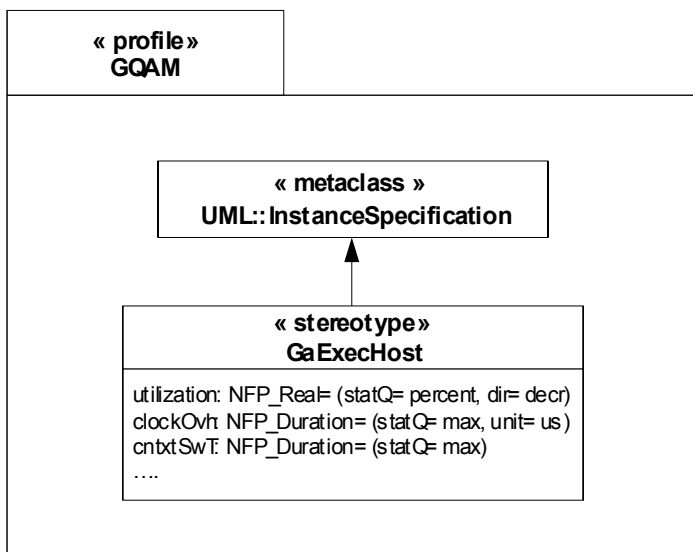 « profile»
GQAM
« metaclass »
UML::InstanceSpecification
« stereotype»
GaExecHost
utilization: NFP_Real= (statQ= percent, dir= decr)
clockOvh: NFP_Duration= (statQ= max, unit= us)
cntxtSwT: NFP_Duration= (statQ= max)
….